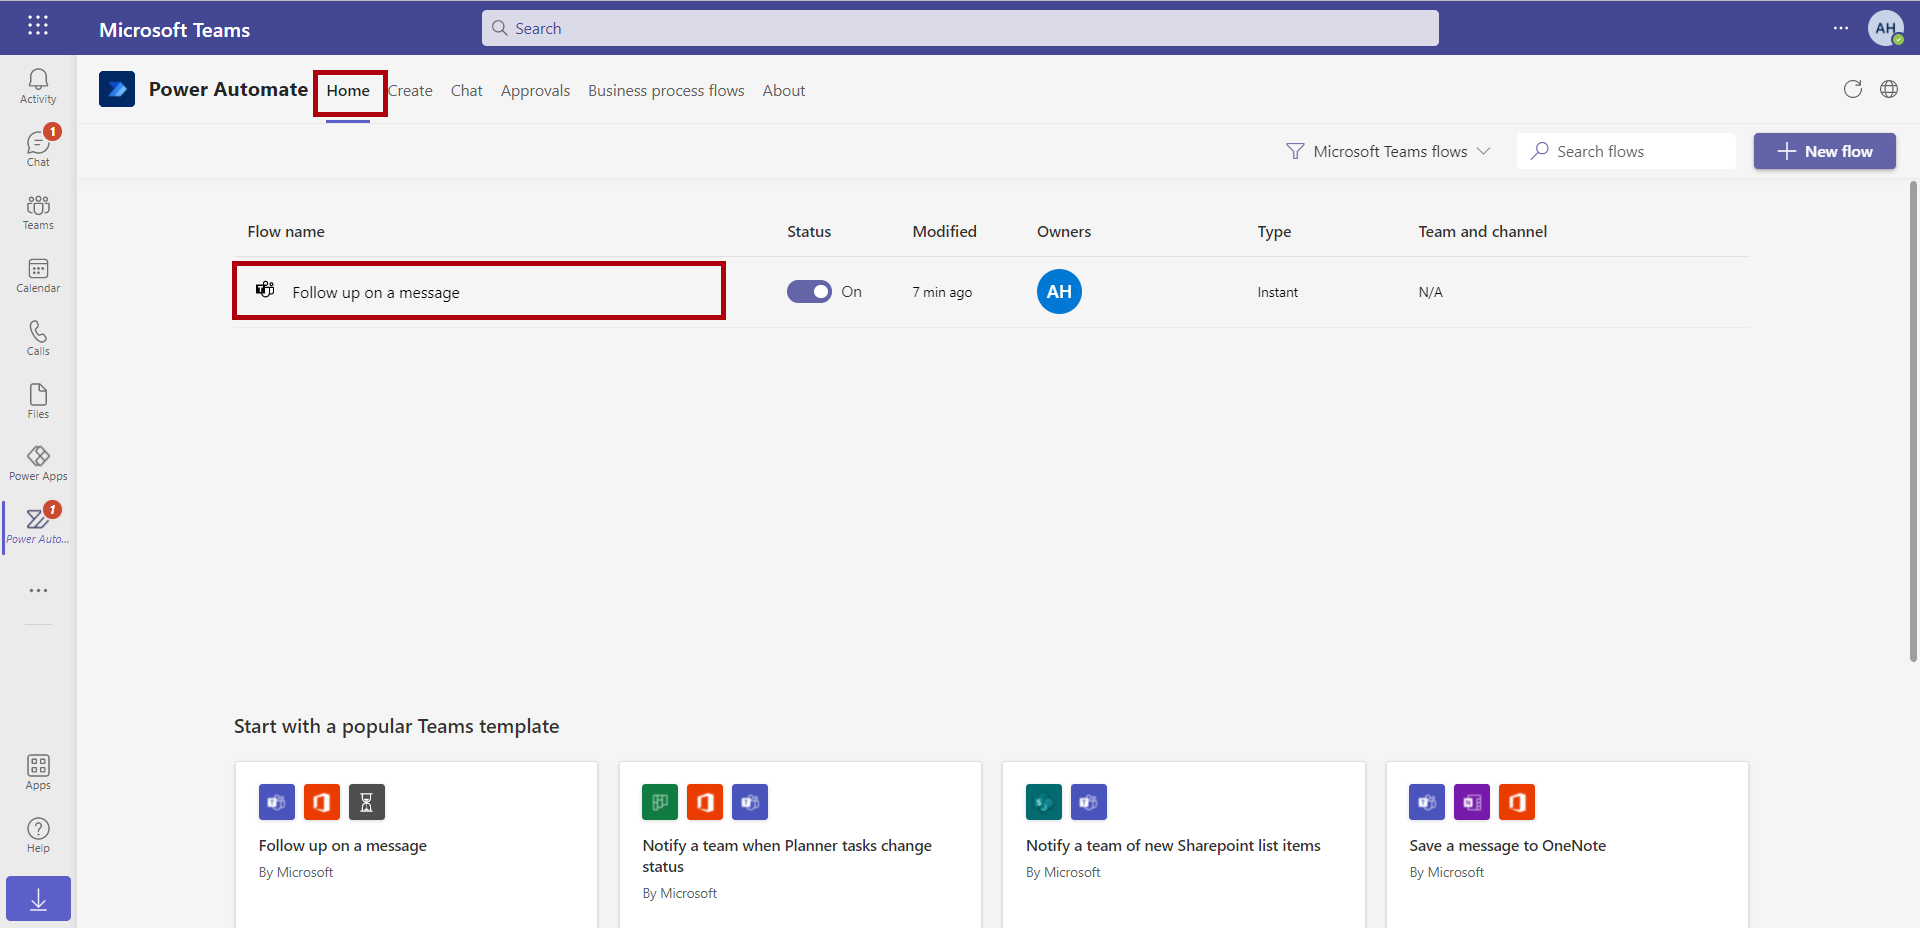 Microsoft Teams
Search
AH
Activity
1
Chat
Teams
Calendar
Calls
Files
Power Apps
1
Power Auto...
Apps
Help
Power Automate Home Create Chat Approvals Business process flows About
Microsoft Teams flows
Search flows
New flow
Flow name Status Modified Owners Type Team and channel
Follow up on a message On 7 min ago AH Instant N/A
Start with a popular Teams template
Follow up on a message
By Microsoft
Notify a team when Planner tasks change
status
By Microsoft
Notify a team of new Sharepoint list items
By Microsoft
Save a message to OneNote
By Microsoft